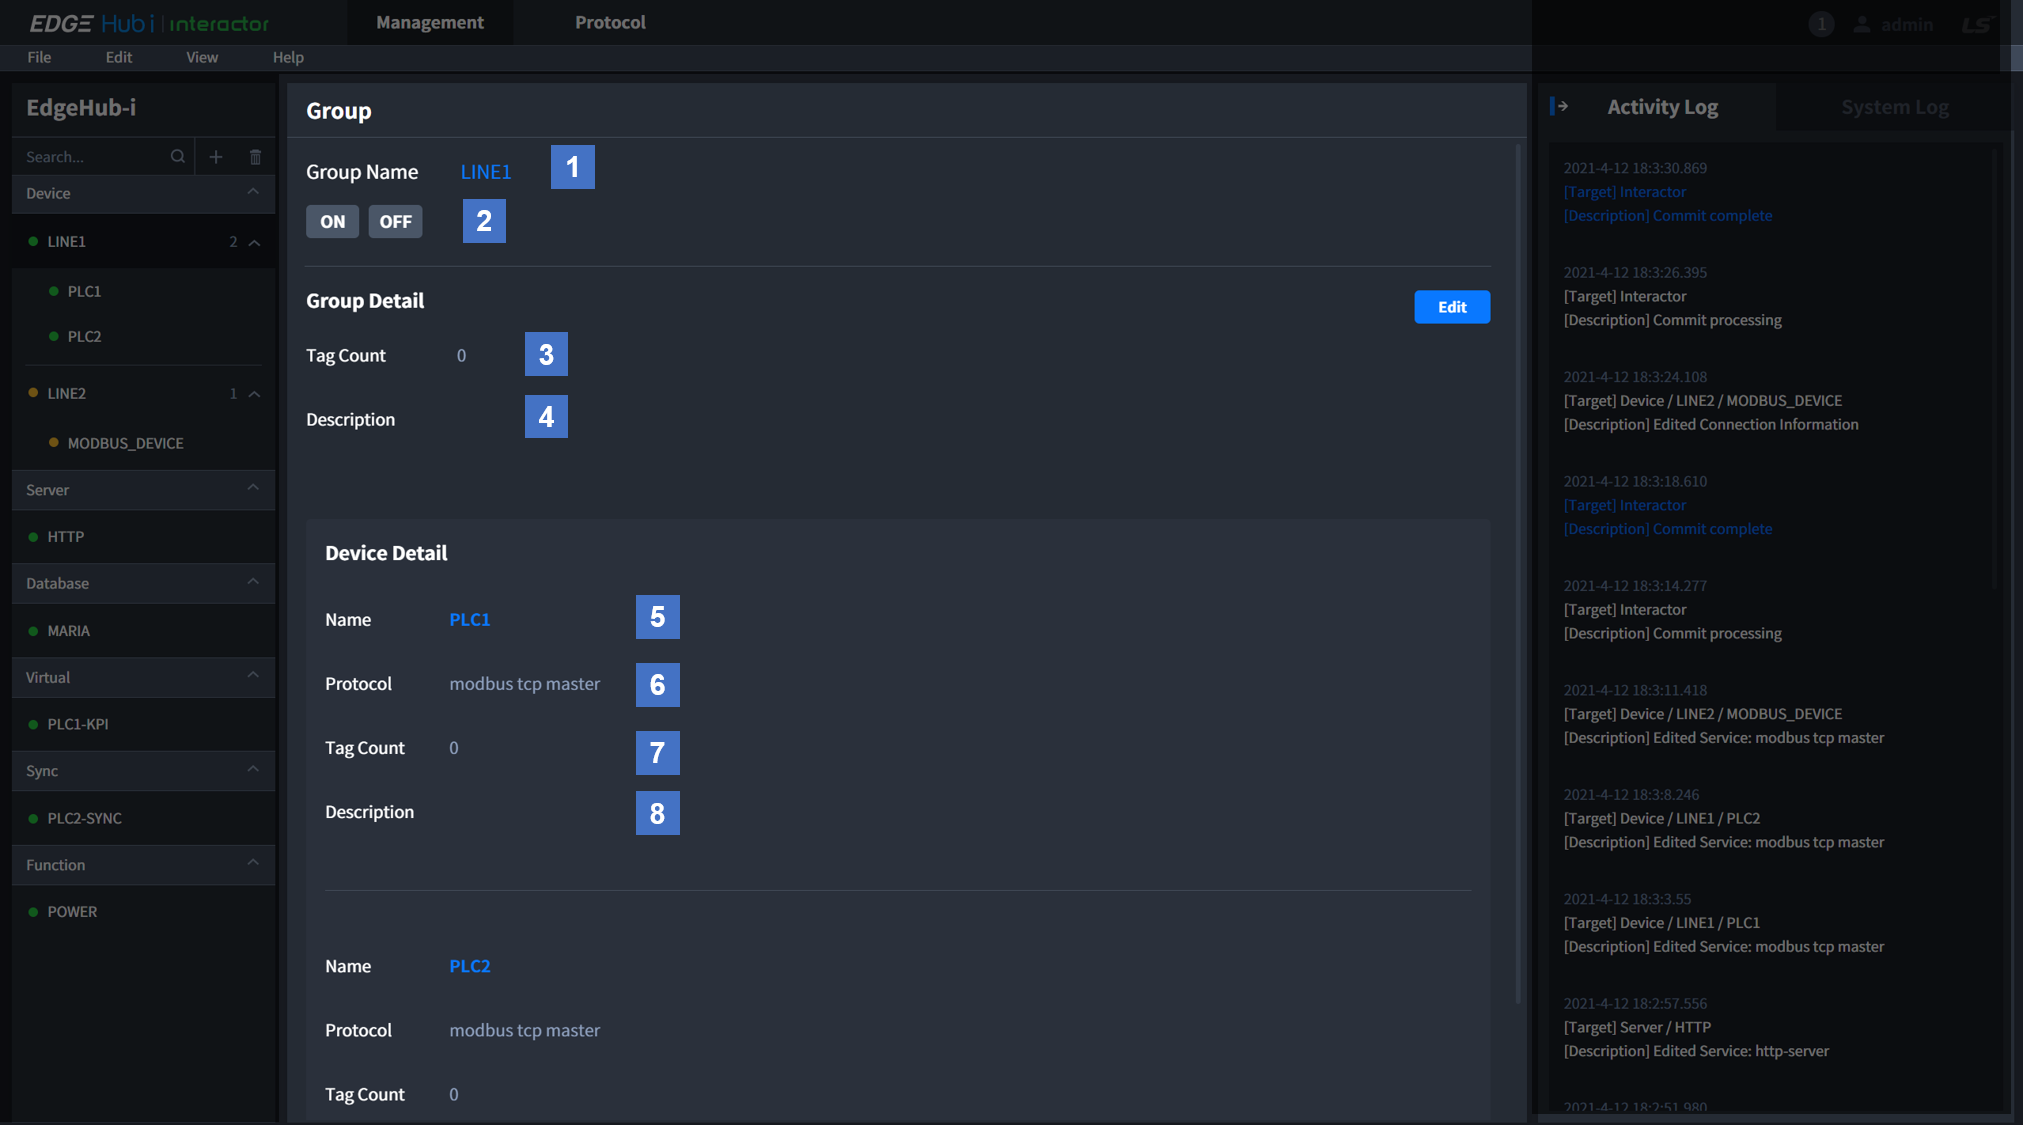 EDGE Hub i | interactor
Management
Protocol
1
admin
LS
File
Edit
View
Help
EdgeHub-i
Search...
Device
LINE1
2
PLC1
PLC2
LINE2
1
MODBUS_DEVICE
Server
HTTP
Database
MARIA
Virtual
PLC1-KPI
Sync
PLC2-SYNC
Function
POWER
Group
Group Name
LINE1
1
ON
OFF
2
Group Detail
Edit
Tag Count
0
3
Description
4
Device Detail
Name
PLC1
5
Protocol
modbus tcp master
6
Tag Count
0
7
Description
8
Name
PLC2
Protocol
modbus tcp master
Tag Count
0
Activity Log
System Log
2021-4-12 18:3:30.869
[Target] Interactor
[Description] Commit complete
2021-4-12 18:3:26.395
[Target] Interactor
[Description] Commit processing
2021-4-12 18:3:24.108
[Target] Device / LINE2 / MODBUS_DEVICE
[Description] Edited Connection Information
2021-4-12 18:3:18.610
[Target] Interactor
[Description] Commit complete
2021-4-12 18:3:14.277
[Target] Interactor
[Description] Commit processing
2021-4-12 18:3:11.418
[Target] Device / LINE2 / MODBUS_DEVICE
[Description] Edited Service: modbus tcp master
2021-4-12 18:3:8.246
[Target] Device / LINE1 / PLC2
[Description] Edited Service: modbus tcp master
2021-4-12 18:3:3.55
[Target] Device / LINE1 / PLC1
[Description] Edited Service: modbus tcp master
2021-4-12 18:2:57.556
[Target] Server / HTTP
[Description] Edited Service: http-server
2021-4-12 18:2:51.980